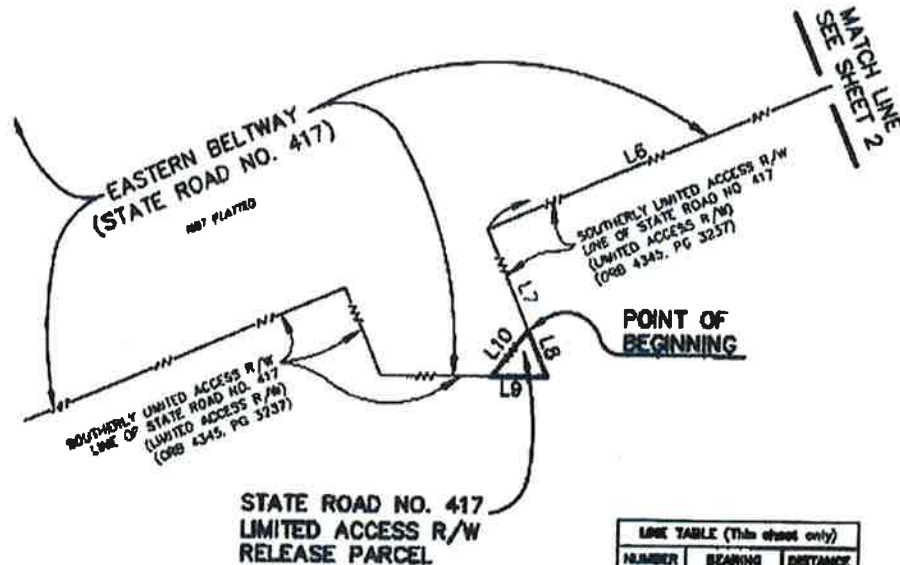 MATCH LINE
SEE SHEET 2
EASTERN BELTWAY
(STATE ROAD NO. 417)
NOT PLATTED
L6
SOUTHERLY LIMITED ACCESS R/W
LINE OF STATE ROAD NO. 417
(LIMITED ACCESS R/W)
(ORB 4345, PG 3237)
L7
POINT OF
BEGINNING
L10
L8
L9
SOUTHERLY LIMITED ACCESS R/W
LINE OF STATE ROAD NO. 417
(LIMITED ACCESS R/W)
(ORB 4345, PG 3237)
STATE ROAD NO. 417
LIMITED ACCESS R/W
RELEASE PARCEL
LINE TABLE (This sheet only)
NUMBER BEARING DISTANCE